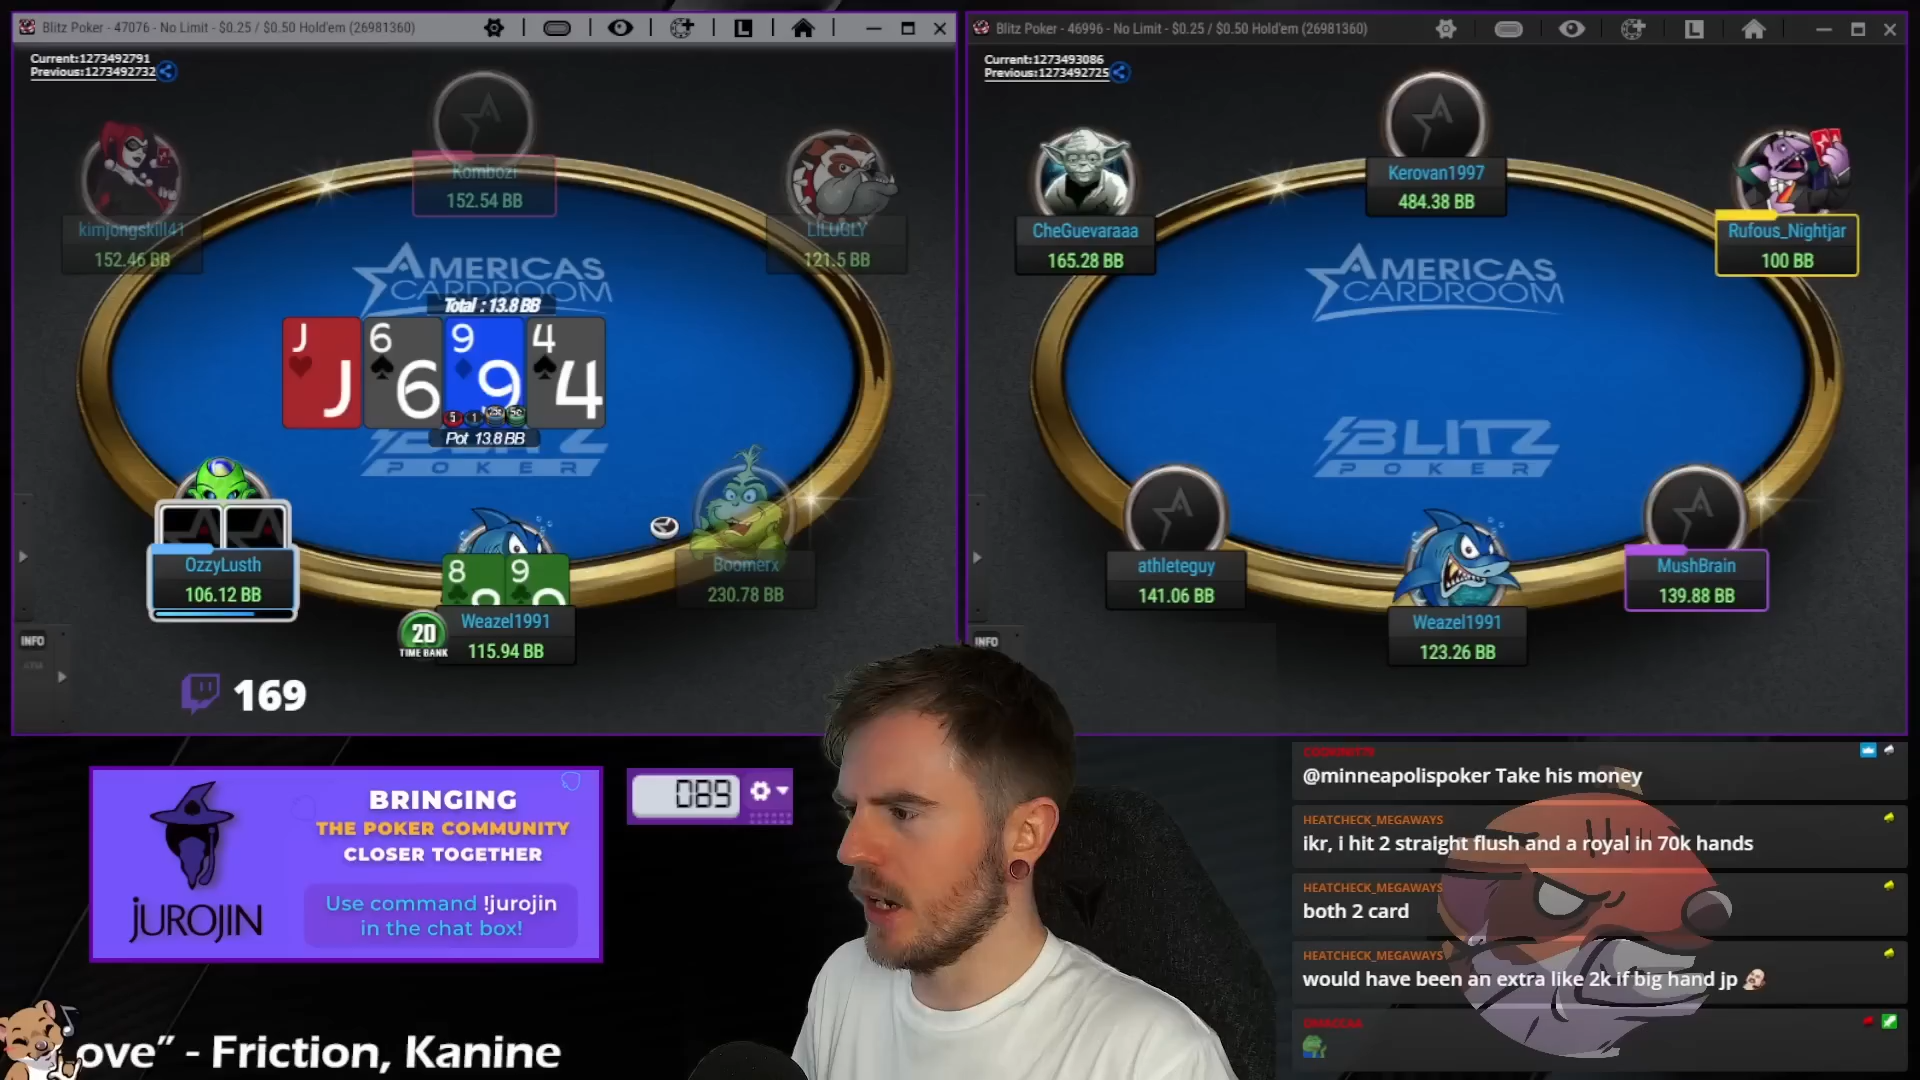 Blitz Poker - 47076 - No Limit - $0.25 / $0.50 Hold'em (26981360)
L
Current:1273492791
Previous:1273492732
Kombozi
152.54 BB
kimjongskill41
152.46 BB
LILUGLY
121.5 BB
AMERICAS
CARDROOM
Total : 13.8 BB
J
J
6
6
9
9
4
4
Pot 13.8 BB
BLITZ
POKER
OzzyLusth
106.12 BB
8
9
Boomerx
230.78 BB
20
TIME BANK
Weazel1991
115.94 BB
INFO
169
Blitz Poker - 46996 - No Limit - $0.25 / $0.50 Hold'em (26981360)
L
Current:1273493086
Previous:1273492725
Kerovan1997
484.38 BB
CheGuevaraaa
165.28 BB
Rufous_Nightjar
100 BB
AMERICAS
CARDROOM
BLITZ
POKER
athleteguy
141.06 BB
MushBrain
139.88 BB
Weazel1991
123.26 BB
INFO
BRINGING
THE POKER COMMUNITY
CLOSER TOGETHER
JUROJIN
Use command !jurojin
in the chat box!
089
@minneapolispoker Take his money
HEATCHECK_MEGAWAYS
ikr, i hit 2 straight flush and a royal in 70k hands
HEATCHECK_MEGAWAYS
both 2 card
HEATCHECK_MEGAWAYS
would have been an extra like 2k if big hand jp
ove" - Friction, Kanine